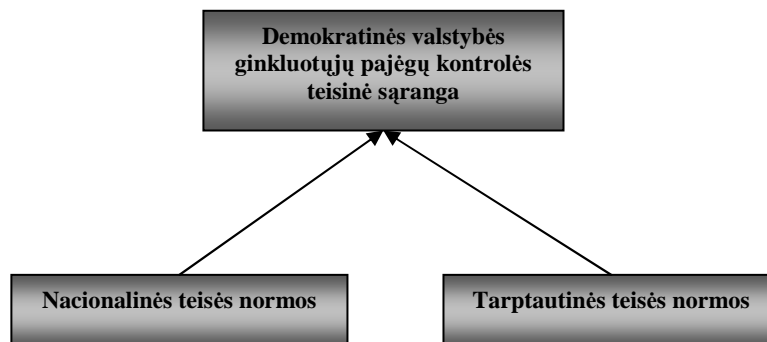 Demokratinės valstybės
ginkluotųjų pajėgų kontrolės
teisinė sąranga
Nacionalinės teisės normos
Tarptautinės teisės normos